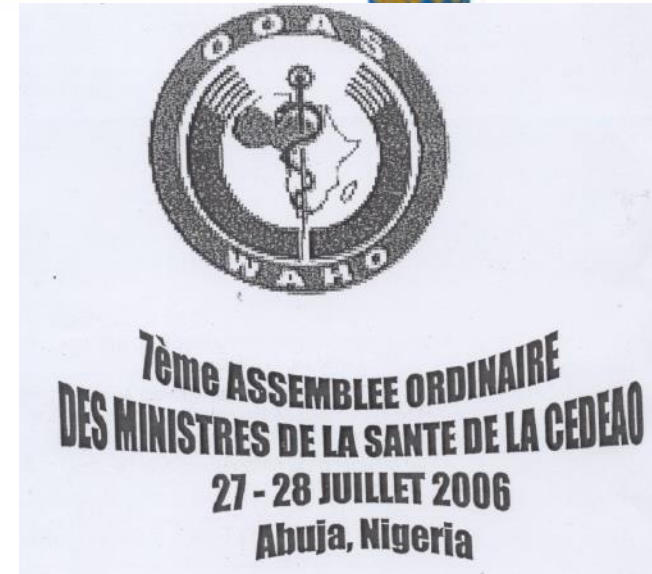 OOAS
WAHO
7ème ASSEMBLEE ORDINAIRE
DES MINISTRES DE LA SANTE DE LA CEDEAO
27 - 28 JUILLET 2006
Abuja, Nigeria